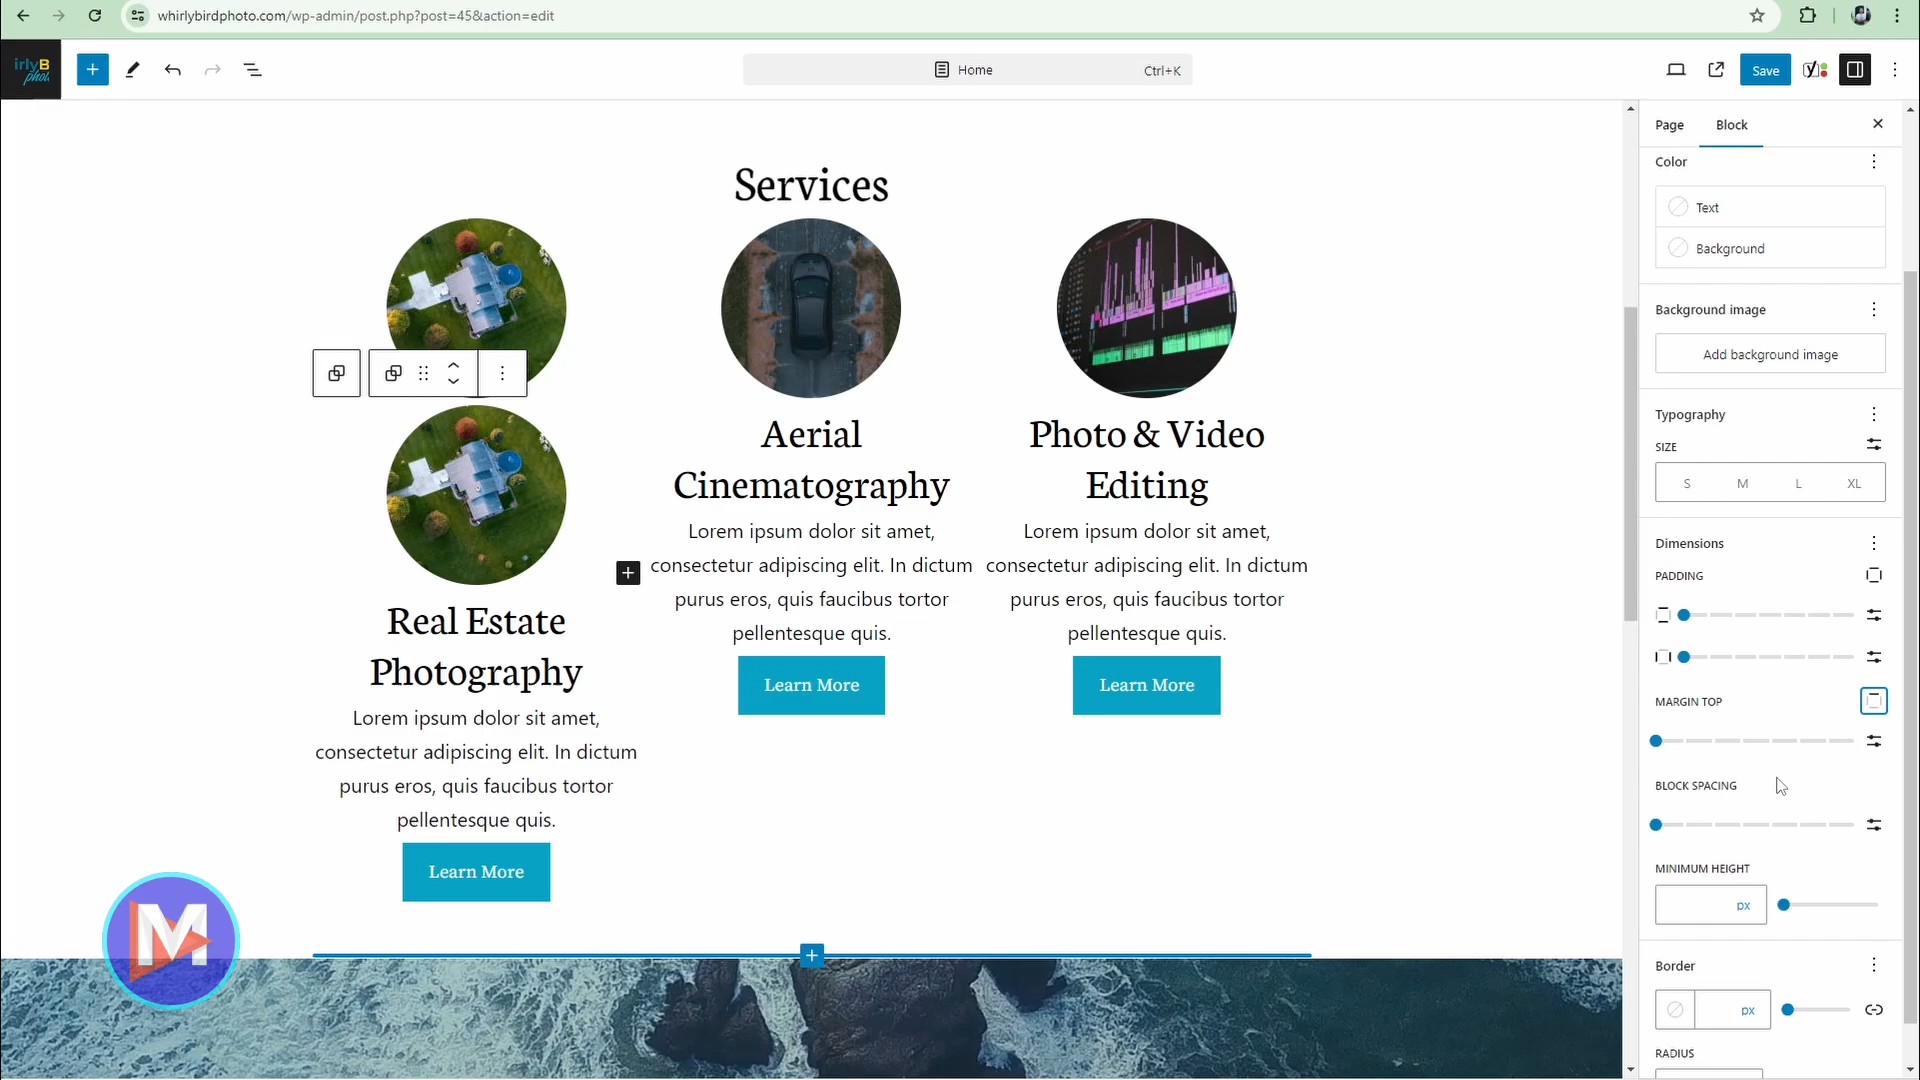 whirlybirdphoto.com/wp-admin/post.php?post=45&action=edit
irlyB
phot
Home
Ctrl+K
Save
Page
Block
Services
Aerial
Cinematography
Lorem ipsum dolor sit amet,
consectetur adipiscing elit. In dictum
purus eros, quis faucibus tortor
pellentesque quis.
Learn More
Photo & Video
Editing
Lorem ipsum dolor sit amet,
consectetur adipiscing elit. In dictum
purus eros, quis faucibus tortor
pellentesque quis.
Learn More
Real Estate
Photography
Lorem ipsum dolor sit amet,
consectetur adipiscing elit. In dictum
purus eros, quis faucibus tortor
pellentesque quis.
Learn More
M
Color
Text
Background
Background image
Add background image
Typography
SIZE
S M L XL
Dimensions
PADDING
MARGIN TOP
BLOCK SPACING
MINIMUM HEIGHT
px
Border
px
RADIUS